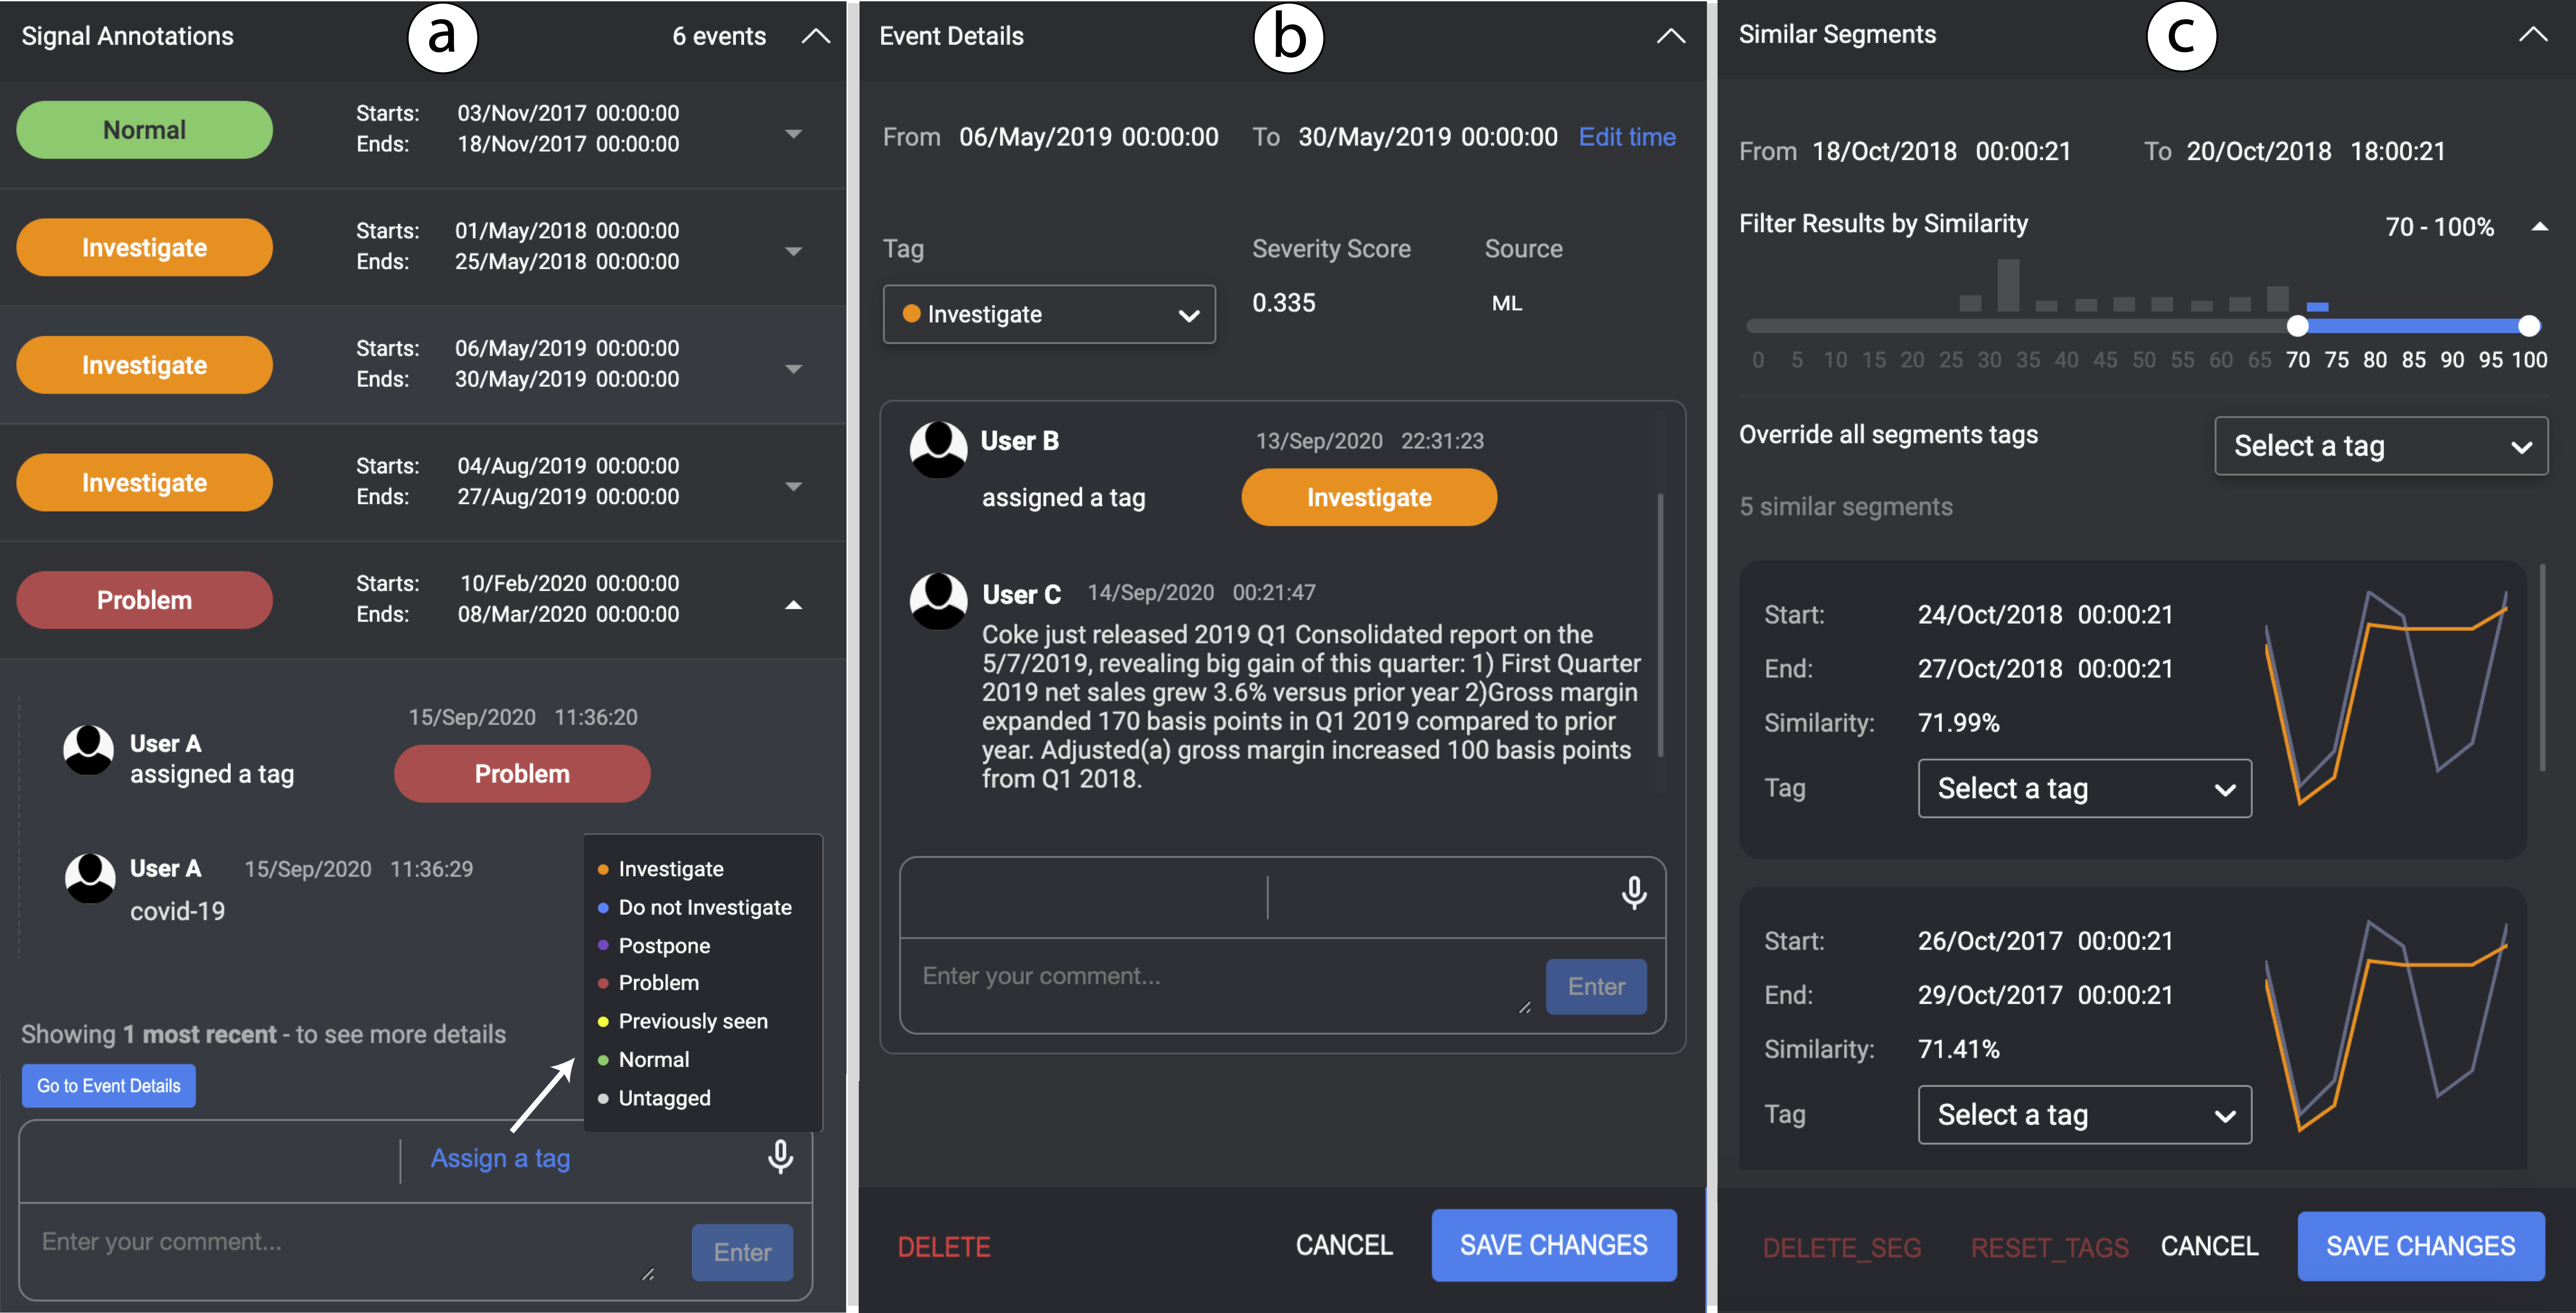 Signal Annotations
a
6 events
Normal
Starts: 03/Nov/2017 00:00:00
Ends: 18/Nov/2017 00:00:00
Investigate
Starts: 01/May/2018 00:00:00
Ends: 25/May/2018 00:00:00
Investigate
Starts: 06/May/2019 00:00:00
Ends: 30/May/2019 00:00:00
Investigate
Starts: 04/Aug/2019 00:00:00
Ends: 27/Aug/2019 00:00:00
Problem
Starts: 10/Feb/2020 00:00:00
Ends: 08/Mar/2020 00:00:00
15/Sep/2020 11:36:20
User A
assigned a tag
Problem
User A 15/Sep/2020 11:36:29
covid-19
Investigate
Do not Investigate
Postpone
Problem
Previously seen
Normal
Untagged
Showing 1 most recent - to see more details
Go to Event Details
Assign a tag
Enter your comment...
Enter
Event Details
b
From 06/May/2019 00:00:00 To 30/May/2019 00:00:00 Edit time
Tag Severity Score Source
Investigate 0.335 ML
User B 13/Sep/2020 22:31:23
assigned a tag Investigate
User C 14/Sep/2020 00:21:47
Coke just released 2019 Q1 Consolidated report on the
5/7/2019, revealing big gain of this quarter: 1) First Quarter
2019 net sales grew 3.6% versus prior year 2)Gross margin
expanded 170 basis points in Q1 2019 compared to prior
year. Adjusted(a) gross margin increased 100 basis points
from Q1 2018.
Enter your comment...
Enter
DELETE CANCEL SAVE CHANGES
Similar Segments
c
From 18/Oct/2018 00:00:21 To 20/Oct/2018 18:00:21
Filter Results by Similarity 70 - 100%
0 5 10 15 20 25 30 35 40 45 50 55 60 65 70 75 80 85 90 95 100
Override all segments tags Select a tag
5 similar segments
Start: 24/Oct/2018 00:00:21
End: 27/Oct/2018 00:00:21
Similarity: 71.99%
Tag Select a tag
Start: 26/Oct/2017 00:00:21
End: 29/Oct/2017 00:00:21
Similarity: 71.41%
Tag Select a tag
DELETE_SEG RESET_TAGS CANCEL SAVE CHANGES